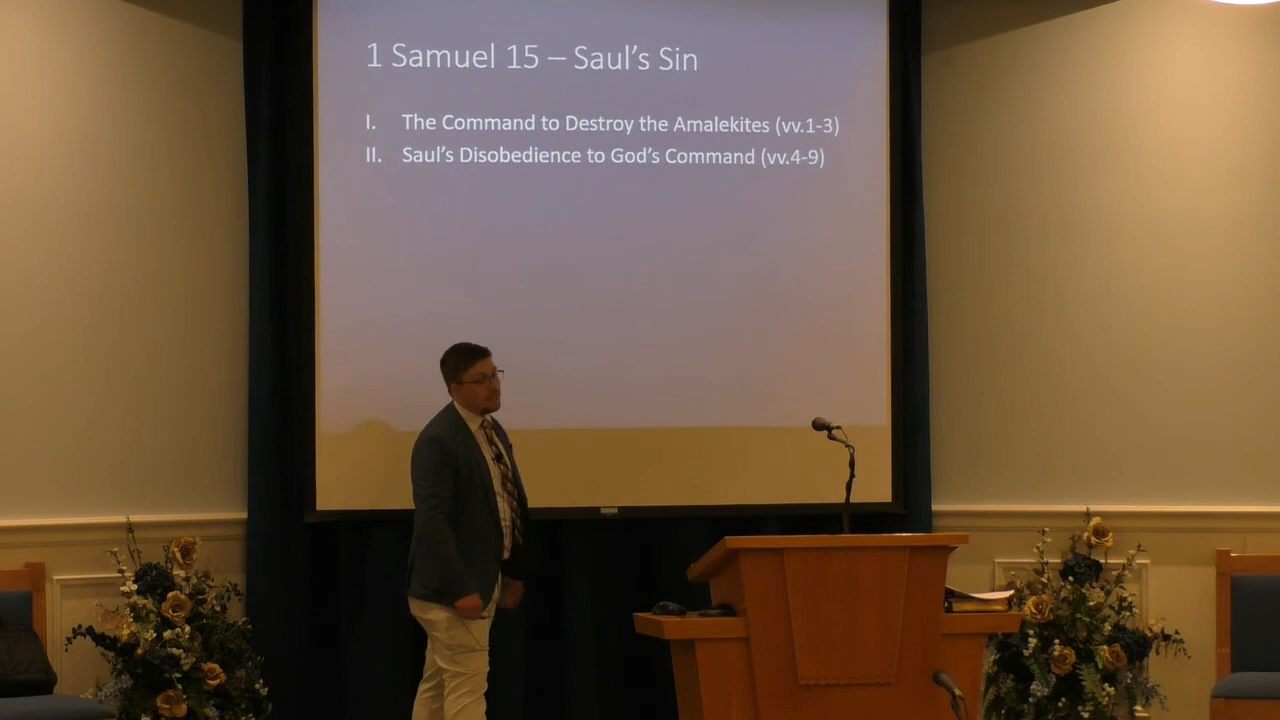 1 Samuel 15 – Saul's Sin
I. The Command to Destroy the Amalekites (vv.1-3)
II. Saul's Disobedience to God's Command (vv.4-9)